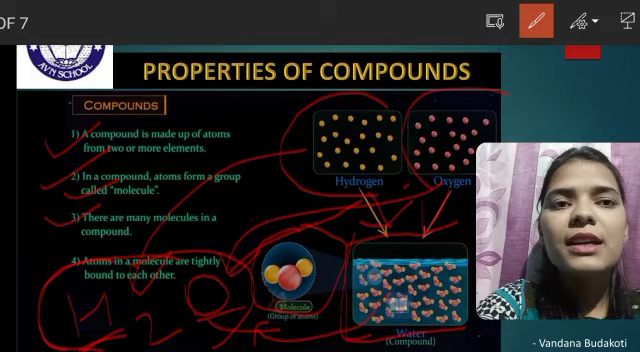 OF 7
AVN SCHOOL
PROPERTIES OF COMPOUNDS
COMPOUNDS
1) A compound is made up of atoms
from two or more elements.
2) In a compound, atoms form a group
called "molecule".
3) There are many molecules in a
compound.
4) Atoms in a molecule are tightly
bound to each other.
Hydrogen
Oxygen
Molecule
(Group of atoms)
Water
(Compound)
H2O
- Vandana Budakoti